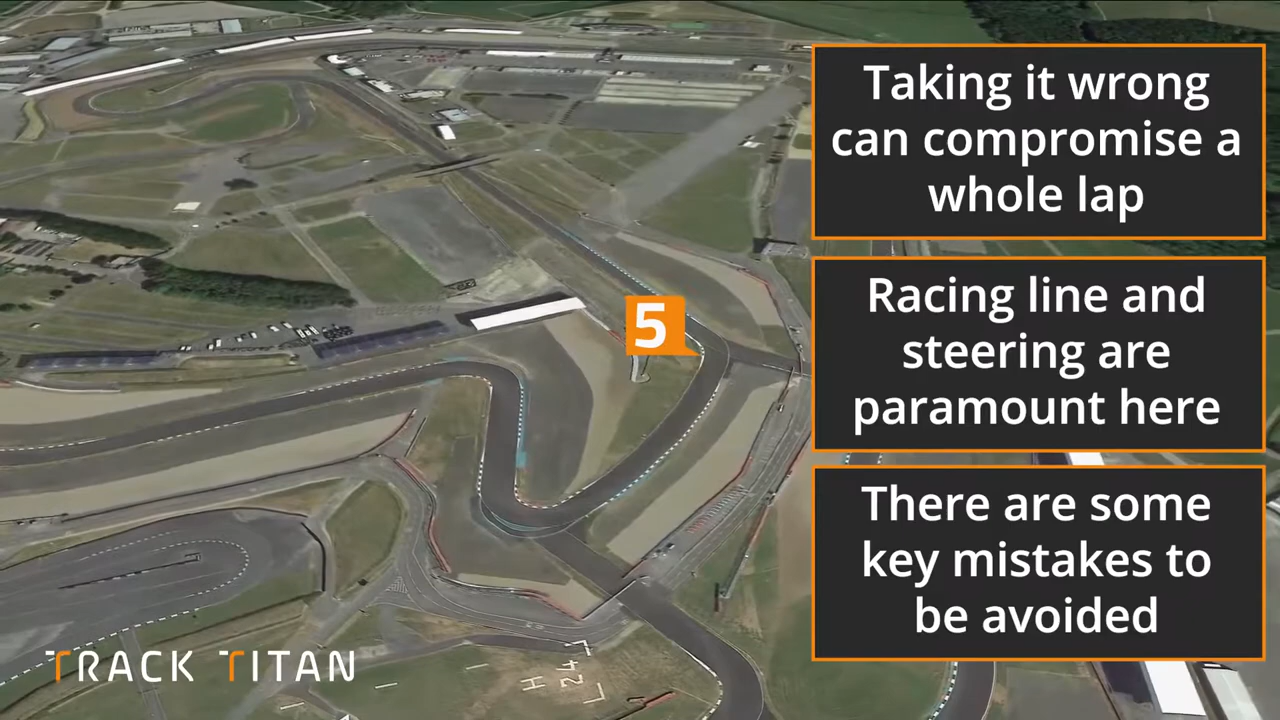 Taking it wrong
can compromise a
whole lap
5
Racing line and
steering are
paramount here
There are some
key mistakes to
be avoided
TRACK TITAN
H 24